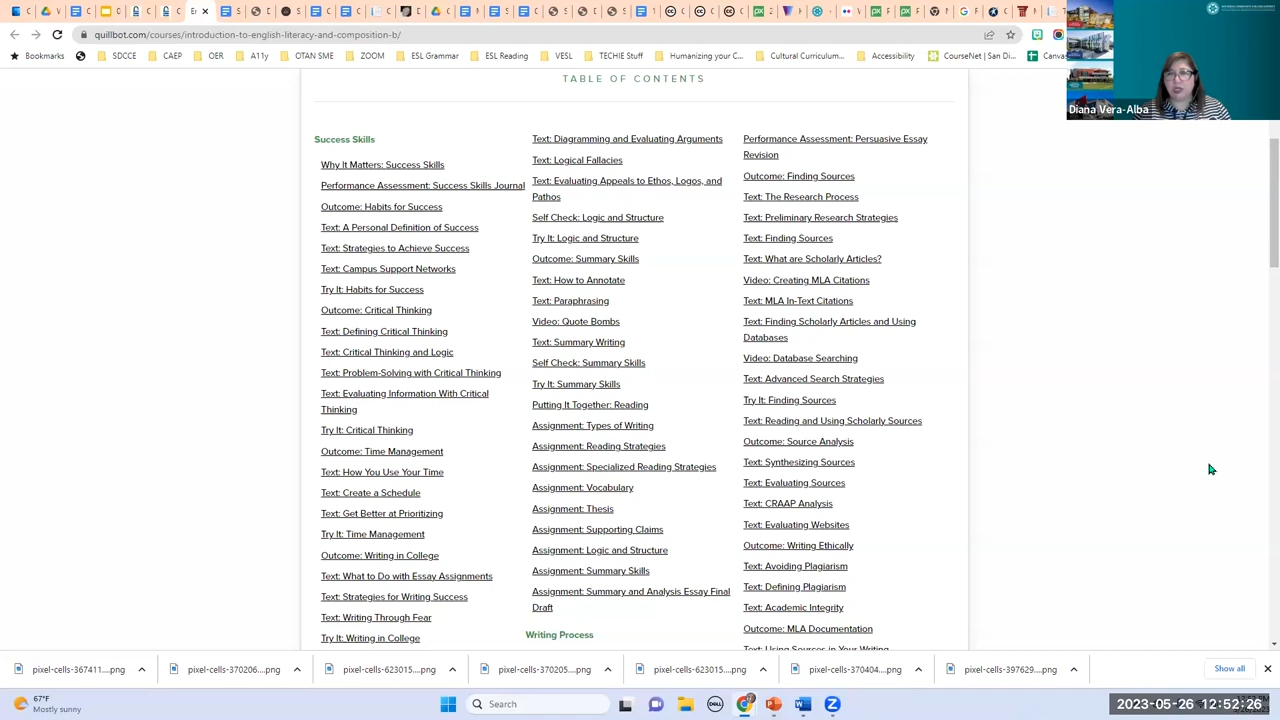 quillbot.com/courses/introduction-to-english-literacy-and-composition/
Bookmarks
SDCCE
CAEP
OER
A11y
OTAN SME
ESL Grammar
ESL Reading
VESL
TECHIE Stuff
Humanizing your C...
Cultural Curriculum...
Accessibility
CourseNet | San Di...
Canvas
Diana Vera-Alba
TABLE OF CONTENTS
Success Skills
Why It Matters: Success Skills
Performance Assessment: Success Skills Journal
Outcome: Habits for Success
Text: A Personal Definition of Success
Text: Strategies to Achieve Success
Text: Campus Support Networks
Try It: Habits for Success
Outcome: Critical Thinking
Text: Defining Critical Thinking
Text: Critical Thinking and Logic
Text: Problem-Solving with Critical Thinking
Text: Evaluating Information With Critical
Thinking
Try It: Critical Thinking
Outcome: Time Management
Text: How You Use Your Time
Text: Create a Schedule
Text: Get Better at Prioritizing
Try It: Time Management
Outcome: Writing in College
Text: What to Do with Essay Assignments
Text: Strategies for Writing Success
Text: Writing Through Fear
Try It: Writing in College
Text: Diagramming and Evaluating Arguments
Text: Logical Fallacies
Text: Evaluating Appeals to Ethos, Logos, and
Pathos
Self Check: Logic and Structure
Try It: Logic and Structure
Outcome: Summary Skills
Text: How to Annotate
Text: Paraphrasing
Video: Quote Bombs
Text: Summary Writing
Self Check: Summary Skills
Try It: Summary Skills
Putting It Together: Reading
Assignment: Types of Writing
Assignment: Reading Strategies
Assignment: Specialized Reading Strategies
Assignment: Vocabulary
Assignment: Thesis
Assignment: Supporting Claims
Assignment: Logic and Structure
Assignment: Summary Skills
Assignment: Summary and Analysis Essay Final
Draft
Writing Process
Performance Assessment: Persuasive Essay
Revision
Outcome: Finding Sources
Text: The Research Process
Text: Preliminary Research Strategies
Text: Finding Sources
Text: What are Scholarly Articles?
Video: Creating MLA Citations
Text: MLA In-Text Citations
Text: Finding Scholarly Articles and Using
Databases
Video: Database Searching
Text: Advanced Search Strategies
Try It: Finding Sources
Text: Reading and Using Scholarly Sources
Outcome: Source Analysis
Text: Synthesizing Sources
Text: Evaluating Sources
Text: CRAAP Analysis
Text: Evaluating Websites
Outcome: Writing Ethically
Text: Avoiding Plagiarism
Text: Defining Plagiarism
Text: Academic Integrity
Outcome: MLA Documentation
Text: Using Sources in Your Writing
pixel-cells-367411....png
pixel-cells-370206....png
pixel-cells-623015....png
pixel-cells-370205....png
pixel-cells-623015....png
pixel-cells-370404....png
pixel-cells-397629....png
Show all
67°F
Mostly sunny
Search
2023-05-26 12:52:26